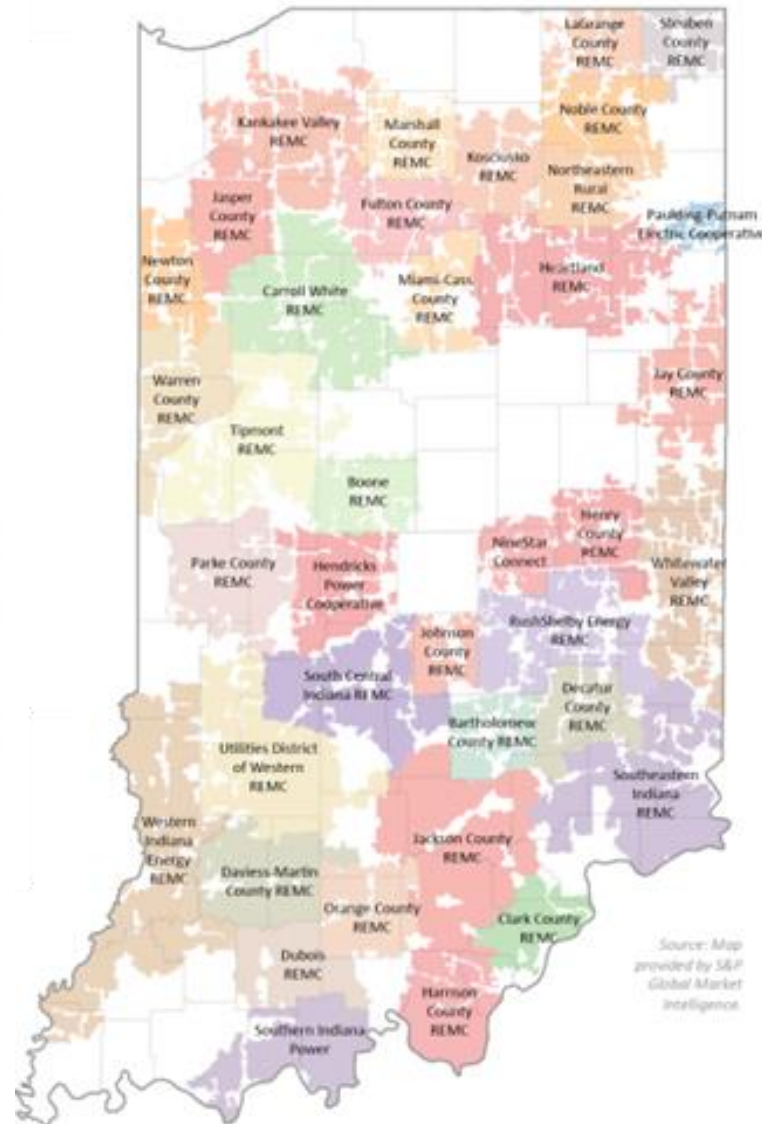 LaGrange
County
REMC
Steuben
County
REMC
Kankakee Valley
REMC
Marshall
County
REMC
Kosciusko
REMC
Noble County
REMC
Northeastern
Rural
REMC
Jasper
County
REMC
Fulton County
REMC
Paulding-Putnam
Electric Cooperative
Newton
County
REMC
Carroll White
REMC
Miami-Cass
County
REMC
Heartland
REMC
Warren
County
REMC
Jay County
REMC
Tipmont
REMC
Boone
REMC
Parke County
REMC
Hendricks
Power
Cooperative
NineStar
Connect
Henry
County
REMC
Whitewater
Valley
REMC
Johnson
County
REMC
RushShelby Energy
REMC
South Central
Indiana REMC
Decatur
County
REMC
Bartholomew
County REMC
Utilities District
of Western
REMC
Southeastern
Indiana
REMC
Western
Indiana
Energy
REMC
Jackson County
REMC
Daviess-Martin
County REMC
Orange County
REMC
Clark County
REMC
Dubois
REMC
Harrison
County
REMC
Southern Indiana
Power
Source: Map
provided by S&P
Global Market
Intelligence.